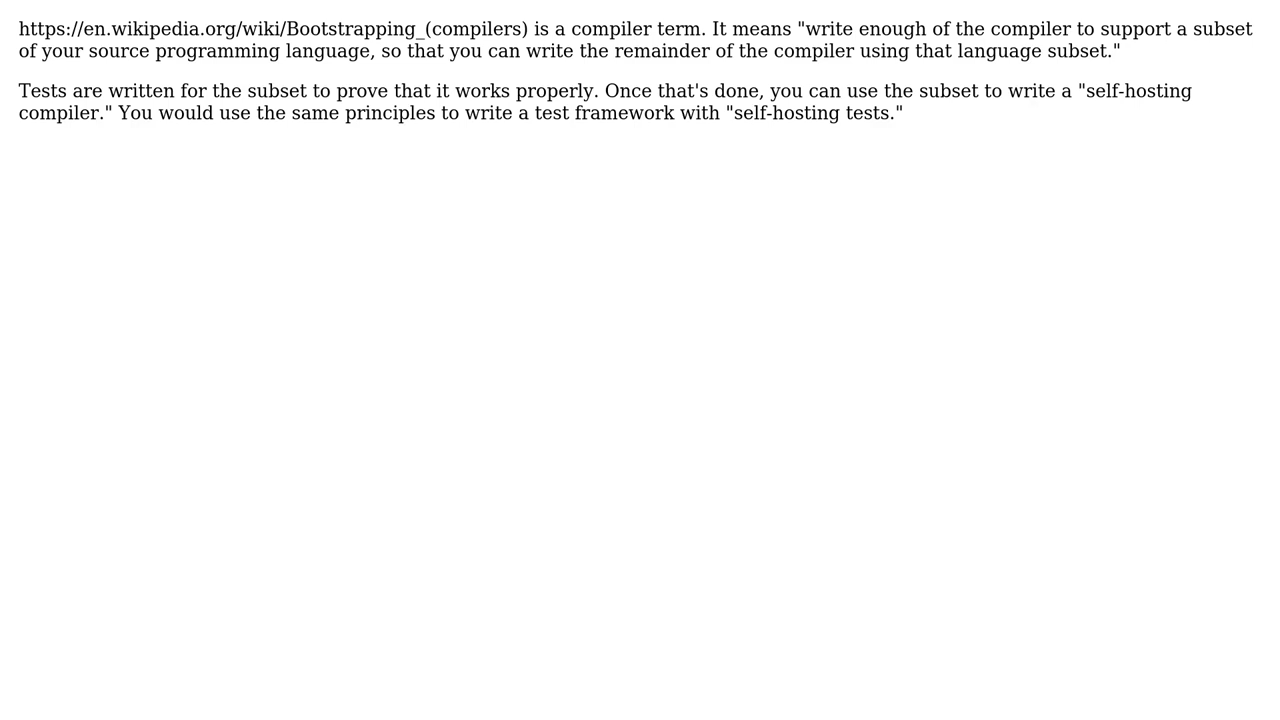 https://en.wikipedia.org/wiki/Bootstrapping_(compilers) is a compiler term. It means "write enough of the compiler to support a subset
of your source programming language, so that you can write the remainder of the compiler using that language subset."
Tests are written for the subset to prove that it works properly. Once that's done, you can use the subset to write a "self-hosting
compiler." You would use the same principles to write a test framework with "self-hosting tests."